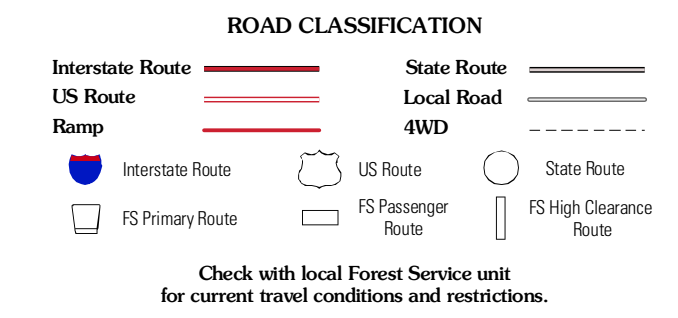 ROAD CLASSIFICATION
Interstate Route
State Route
US Route
Local Road
Ramp
4WD
Interstate Route
US Route
State Route
FS Primary Route
FS Passenger
Route
FS High Clearance
Route
Check with local Forest Service unit
for current travel conditions and restrictions.